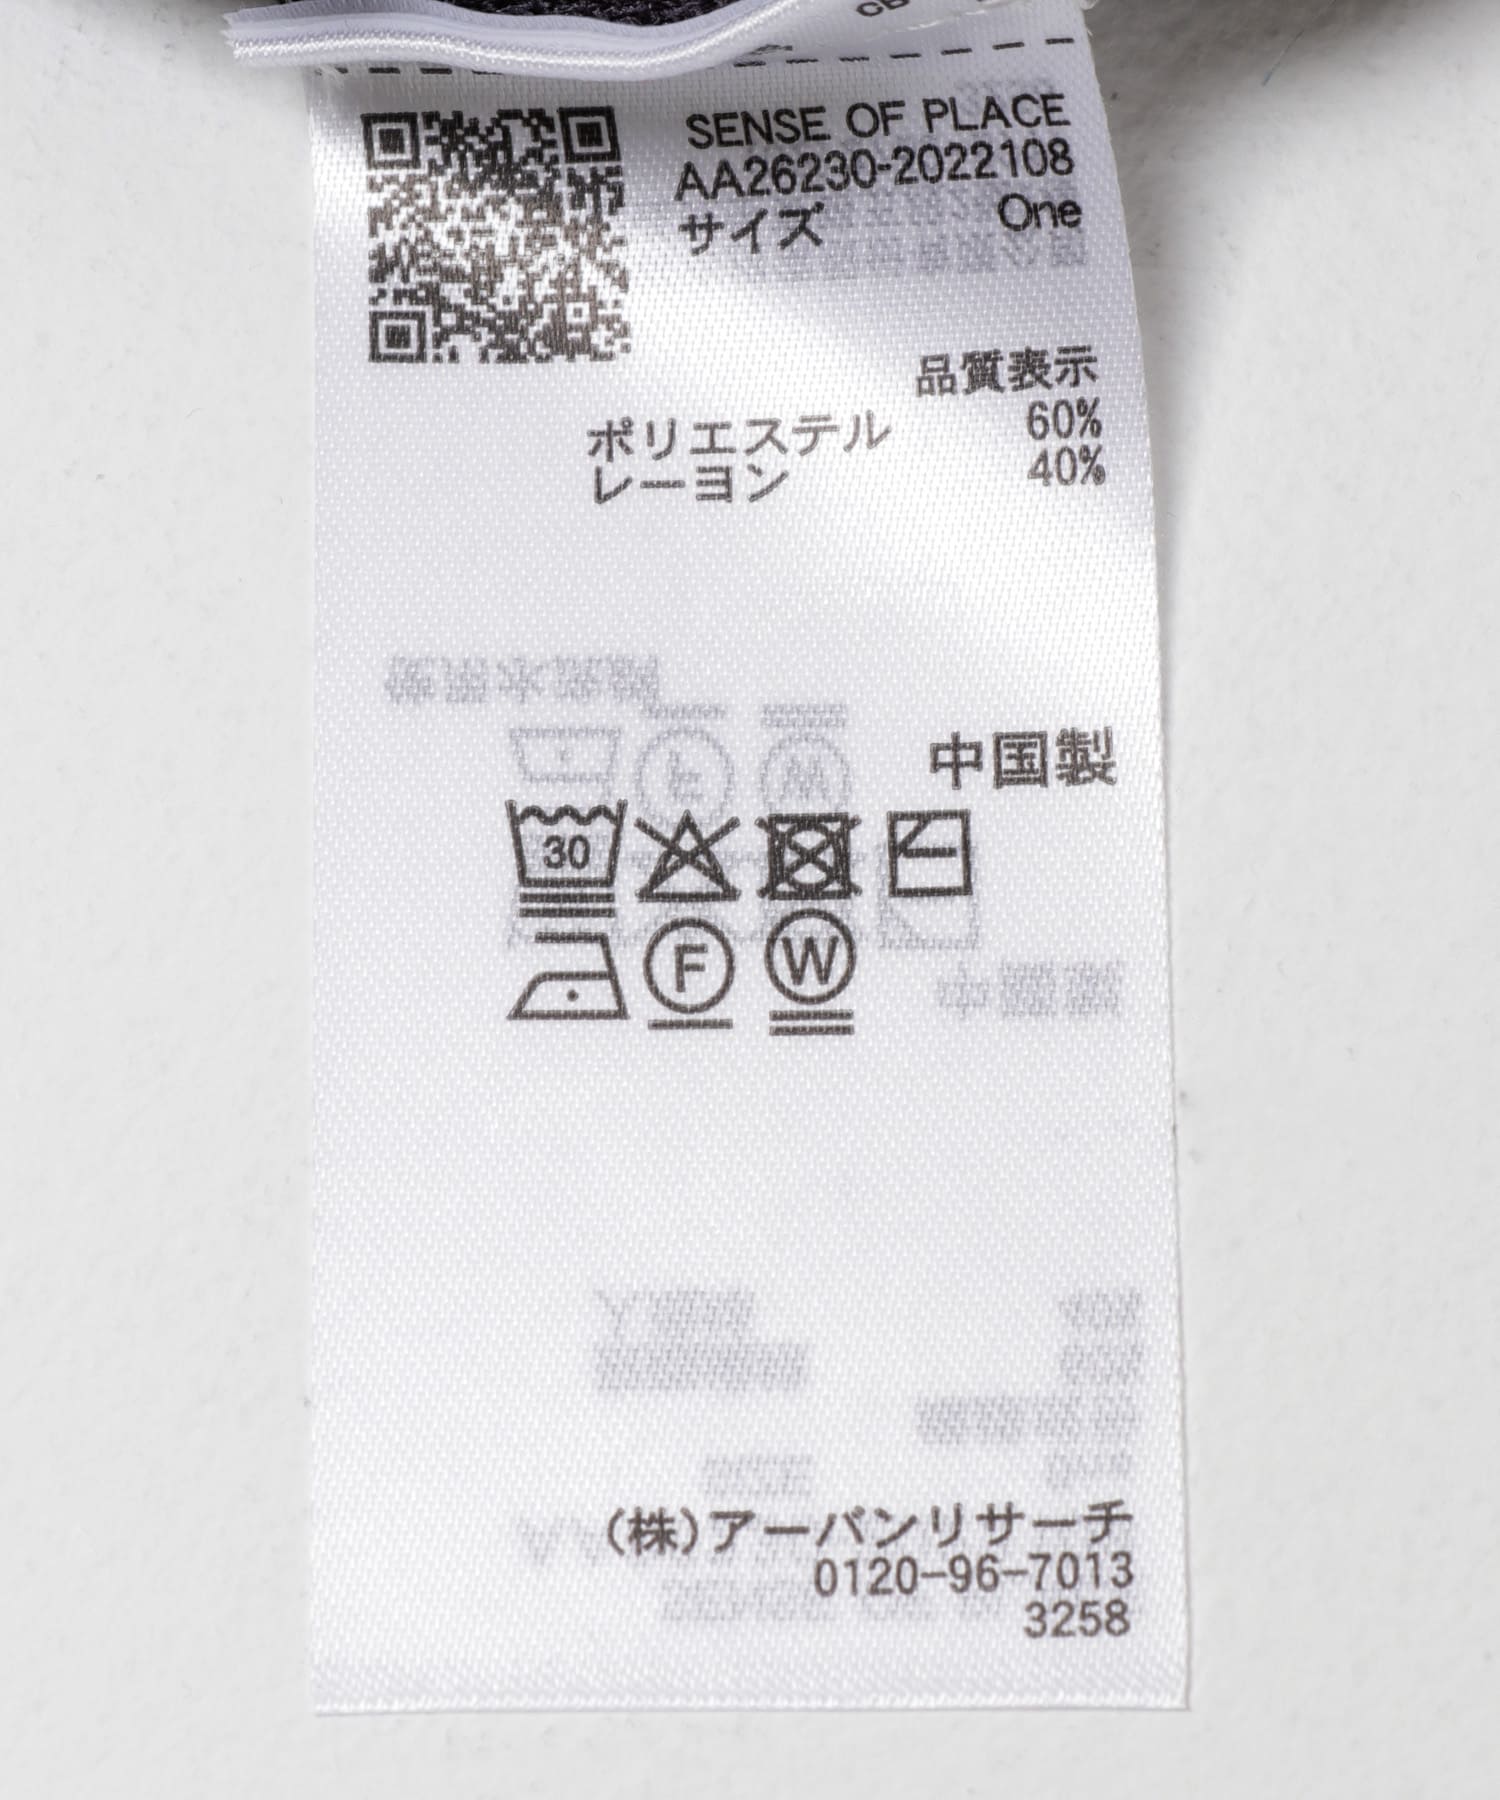 SENSE OF PLACE
AA26230-2022108
サイズ One
品質表示
ポリエステル 60%
レーヨン 40%
中国製
30
F W
(株)アーバンリサーチ
0120-96-7013
3258